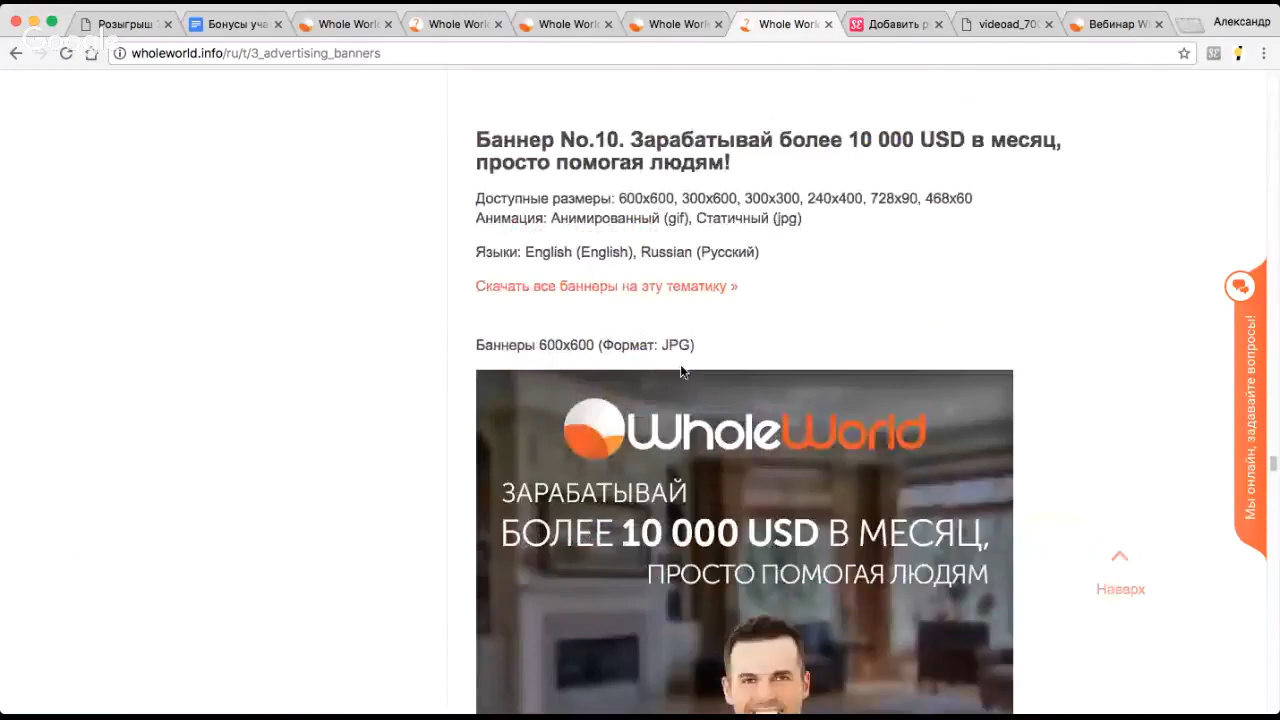 Розыгрыш
Бонусы уча
Whole Worl
Whole Worl
Whole Worl
Whole Worl
Whole Worl
Добавить р
videoad_700
Вебинар W
Александр
Google
wholeworld.info/ru/t/3_advertising_banners
Баннер No.10. Зарабатывай более 10 000 USD в месяц,
просто помогая людям!
Доступные размеры: 600x600, 300x600, 300x300, 240x400, 728x90, 468x60
Анимация: Анимированный (gif), Статичный (jpg)
Языки: English (English), Russian (Русский)
Скачать все баннеры на эту тематику »
Баннеры 600x600 (Формат: JPG)
WholeWorld
ЗАРАБАТЫВАЙ
БОЛЕЕ 10 000 USD В МЕСЯЦ,
ПРОСТО ПОМОГАЯ ЛЮДЯМ
Мы онлайн, задавайте вопросы!
Наверх